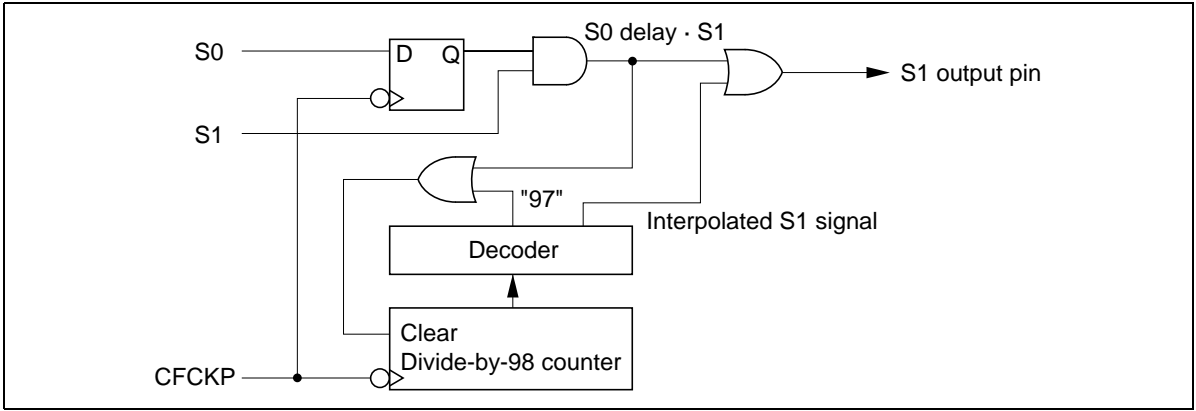 S0
D Q
S0 delay · S1
S1 output pin
S1
"97"
Interpolated S1 signal
Decoder
Clear
Divide-by-98 counter
CFCKP